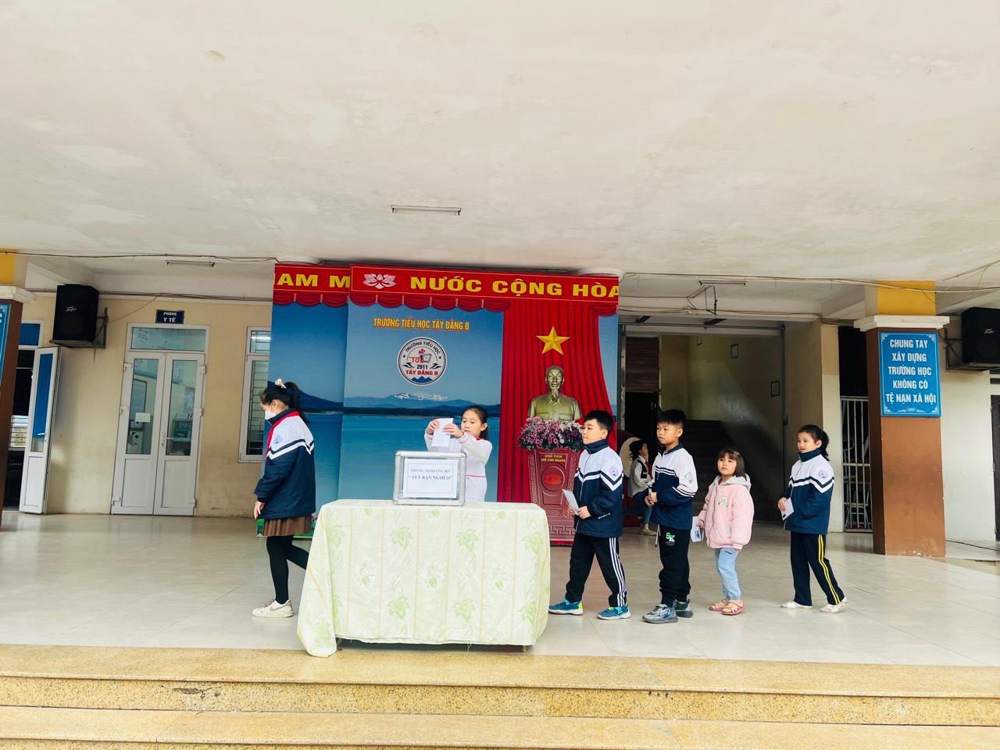 NAM M
NƯỚC CỘNG HÒA
TRƯỜNG TIỂU HỌC TÂY ĐẰNG B
TRƯỜNG TIỂU HỌC
2011
TÂY ĐẰNG B
PHÒNG
Y TẾ
CHUNG TAY
XÂY DỰNG
TRƯỜNG HỌC
KHÔNG CÓ
TỆ NẠN XÃ HỘI
PHONG TRÀO ỦNG HỘ
" TẾT BẠN NGHÈO"
CHỦ TỊCH
HỒ CHÍ MINH
SK